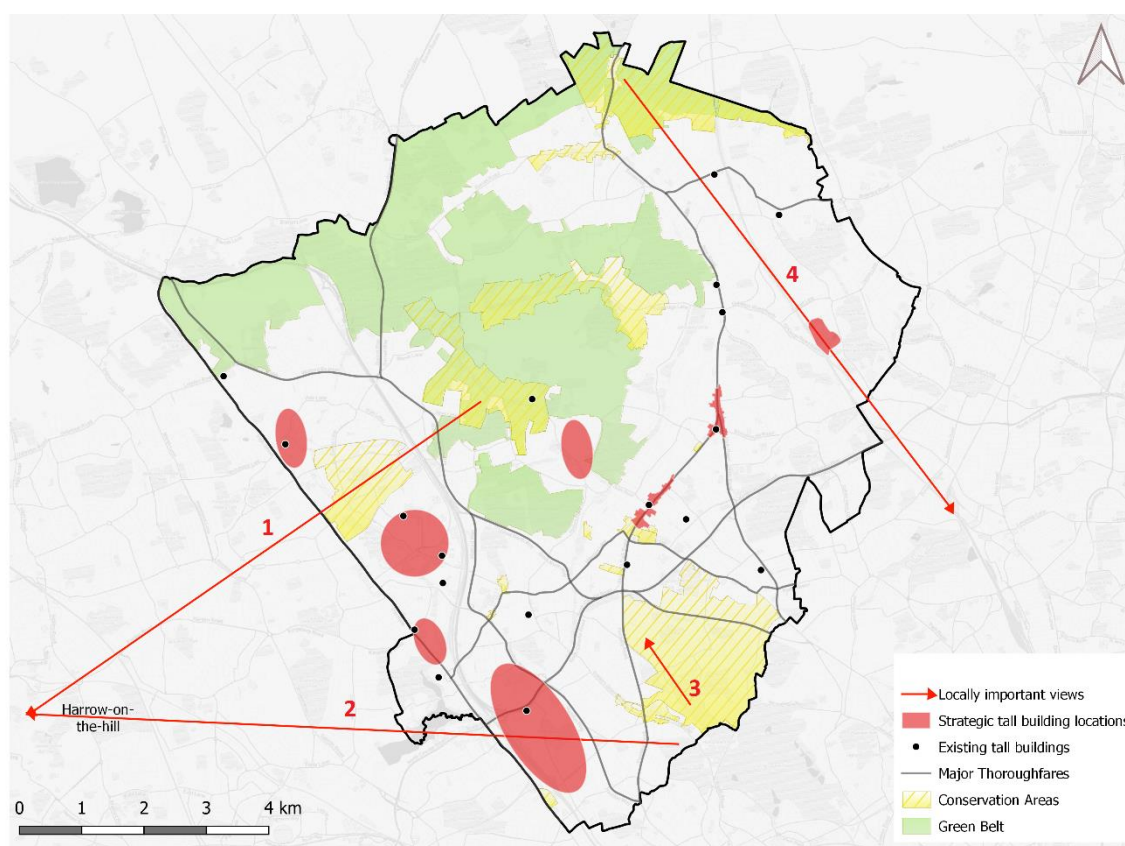 4
1
2
3
Harrow-on-
the-hill
0 1 2 3 4 km
Locally important views
Strategic tall building locations
Existing tall buildings
Major Thoroughfares
Conservation Areas
Green Belt